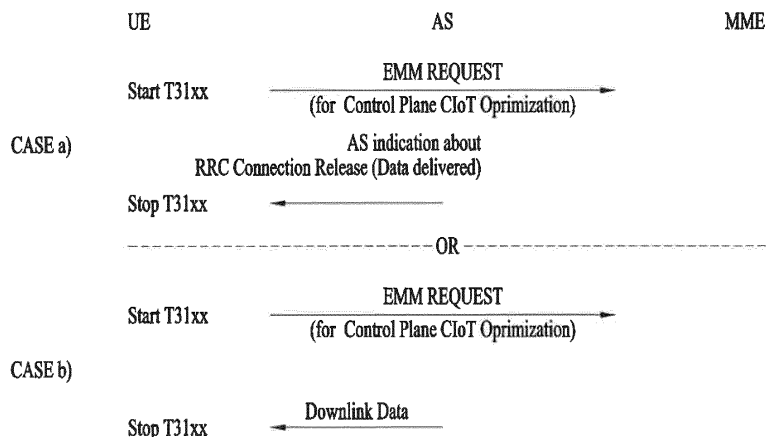 UE AS MME
Start T31xx EMM REQUEST
(for Control Plane CIoT Oprimization)
CASE a) AS indication about
RRC Connection Release (Data delivered)
Stop T31xx
OR
Start T31xx EMM REQUEST
(for Control Plane CIoT Oprimization)
CASE b)
Downlink Data
Stop T31xx